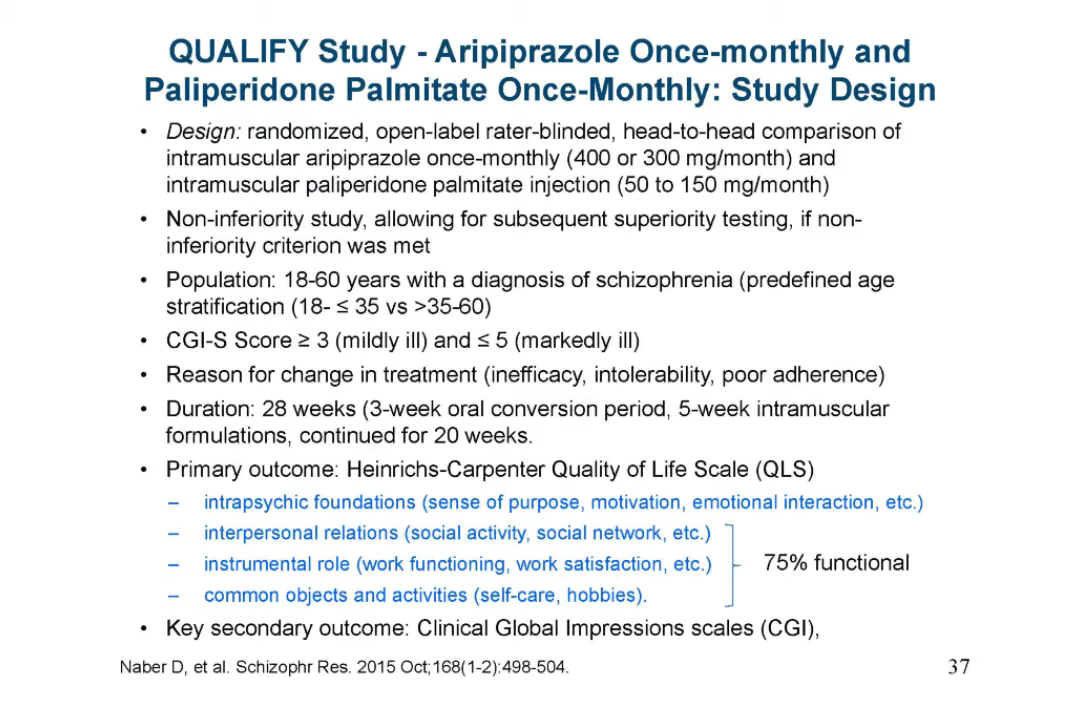 QUALIFY Study - Aripiprazole Once-monthly and
Paliperidone Palmitate Once-Monthly: Study Design
• Design: randomized, open-label rater-blinded, head-to-head comparison of
intramuscular aripiprazole once-monthly (400 or 300 mg/month) and
intramuscular paliperidone palmitate injection (50 to 150 mg/month)
• Non-inferiority study, allowing for subsequent superiority testing, if non-
inferiority criterion was met
• Population: 18-60 years with a diagnosis of schizophrenia (predefined age
stratification (18- ≤ 35 vs >35-60)
• CGI-S Score ≥ 3 (mildly ill) and ≤ 5 (markedly ill)
• Reason for change in treatment (inefficacy, intolerability, poor adherence)
• Duration: 28 weeks (3-week oral conversion period, 5-week intramuscular
formulations, continued for 20 weeks.
• Primary outcome: Heinrichs-Carpenter Quality of Life Scale (QLS)
– intrapsychic foundations (sense of purpose, motivation, emotional interaction, etc.)
– interpersonal relations (social activity, social network, etc.)
– instrumental role (work functioning, work satisfaction, etc.)
75% functional
– common objects and activities (self-care, hobbies).
• Key secondary outcome: Clinical Global Impressions scales (CGI),
Naber D, et al. Schizophr Res. 2015 Oct;168(1-2):498-504.
37